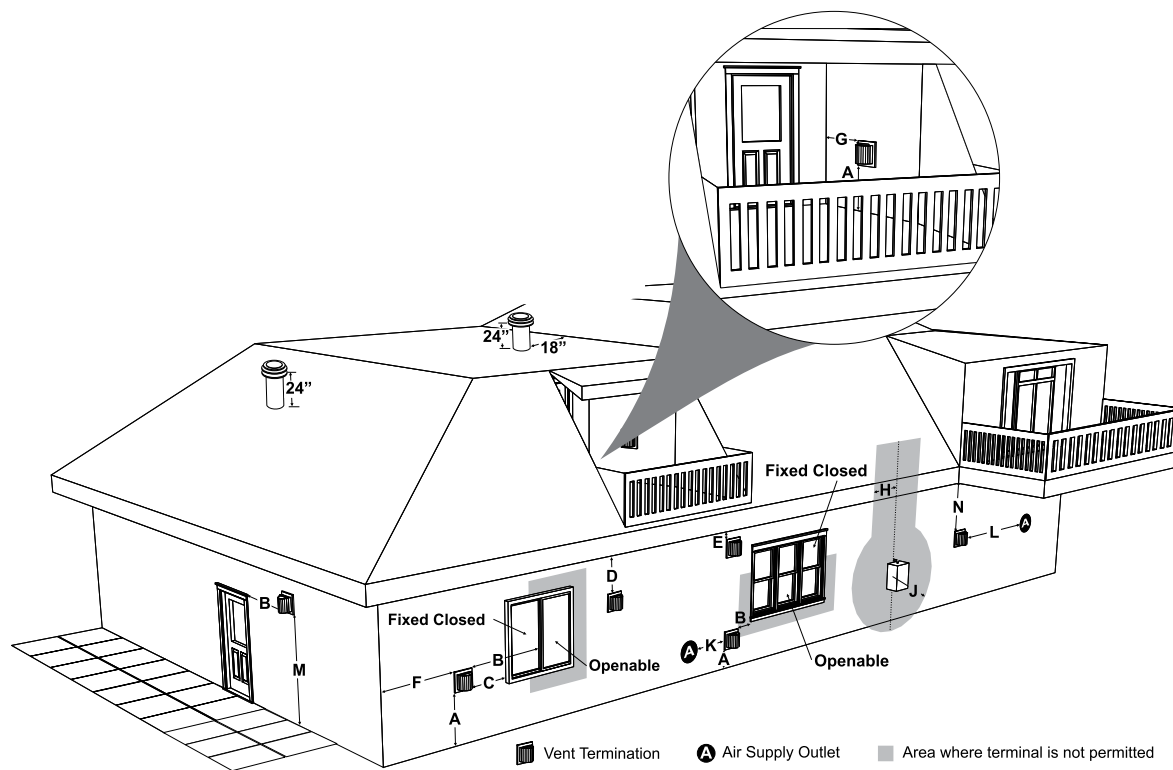 G
A
24”
18”
24”
Fixed Closed
H
N
L
A
E
D
B
J
Fixed Closed
B
K
A
A
Openable
M
B
Openable
F
C
A
Vent Termination
A Air Supply Outlet
Area where terminal is not permitted